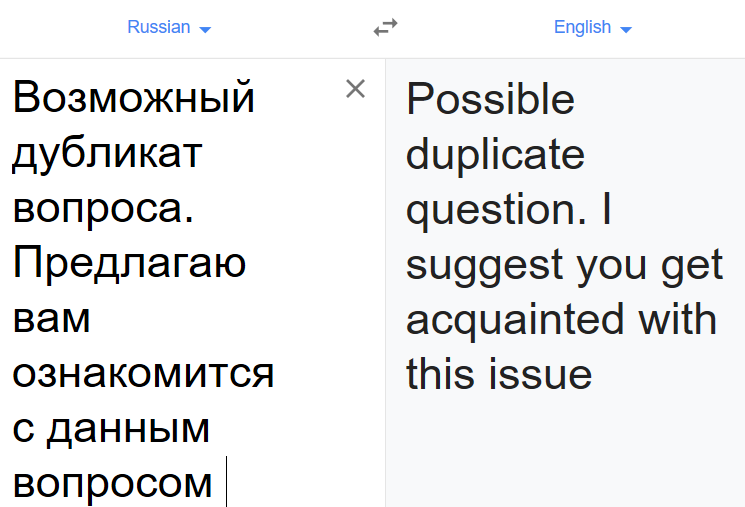 Russian
English
Возможный
дубликат
вопроса.
Предлагаю
вам
ознакомится
с данным
вопросом
Possible
duplicate
question. I
suggest you get
acquainted with
this issue